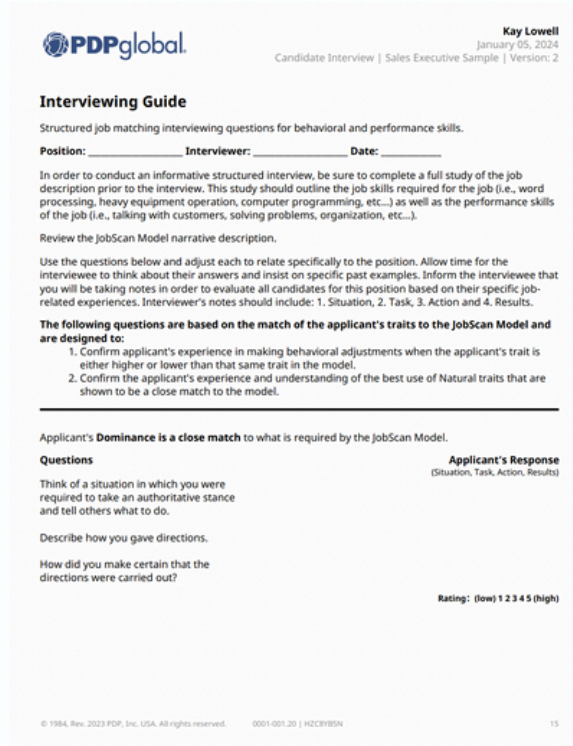 PDPglobal.
Kay Lowell
January 05, 2024
Candidate Interview | Sales Executive Sample | Version: 2
Interviewing Guide
Structured job matching interviewing questions for behavioral and performance skills.
Position: ____________________ Interviewer: ____________________ Date: _____________
In order to conduct an informative structured interview, be sure to complete a full study of the job
description prior to the interview. This study should outline the job skills required for the job (i.e., word
processing, heavy equipment operation, computer programming, etc...) as well as the performance skills
of the job (i.e., talking with customers, solving problems, organization, etc...).
Review the JobScan Model narrative description.
Use the questions below and adjust each to relate specifically to the position. Allow time for the
interviewee to think about their answers and insist on specific past examples. Inform the interviewee that
you will be taking notes in order to evaluate all candidates for this position based on their specific job-
related experiences. Interviewer's notes should include: 1. Situation, 2. Task, 3. Action and 4. Results.
The following questions are based on the match of the applicant's traits to the JobScan Model and
are designed to:
1. Confirm applicant's experience in making behavioral adjustments when the applicant's trait is
either higher or lower than that same trait in the model.
2. Confirm the applicant's experience and understanding of the best use of Natural traits that are
shown to be a close match to the model.
Applicant's Dominance is a close match to what is required by the JobScan Model.
Questions
Applicant's Response
(Situation, Task, Action, Results)
Think of a situation in which you were
required to take an authoritative stance
and tell others what to do.
Describe how you gave directions.
How did you make certain that the
directions were carried out?
Rating: (low) 1 2 3 4 5 (high)
© 1984, Rev. 2023 PDP, Inc. USA. All rights reserved. 0001-001.20 | HZC8YB5N 15